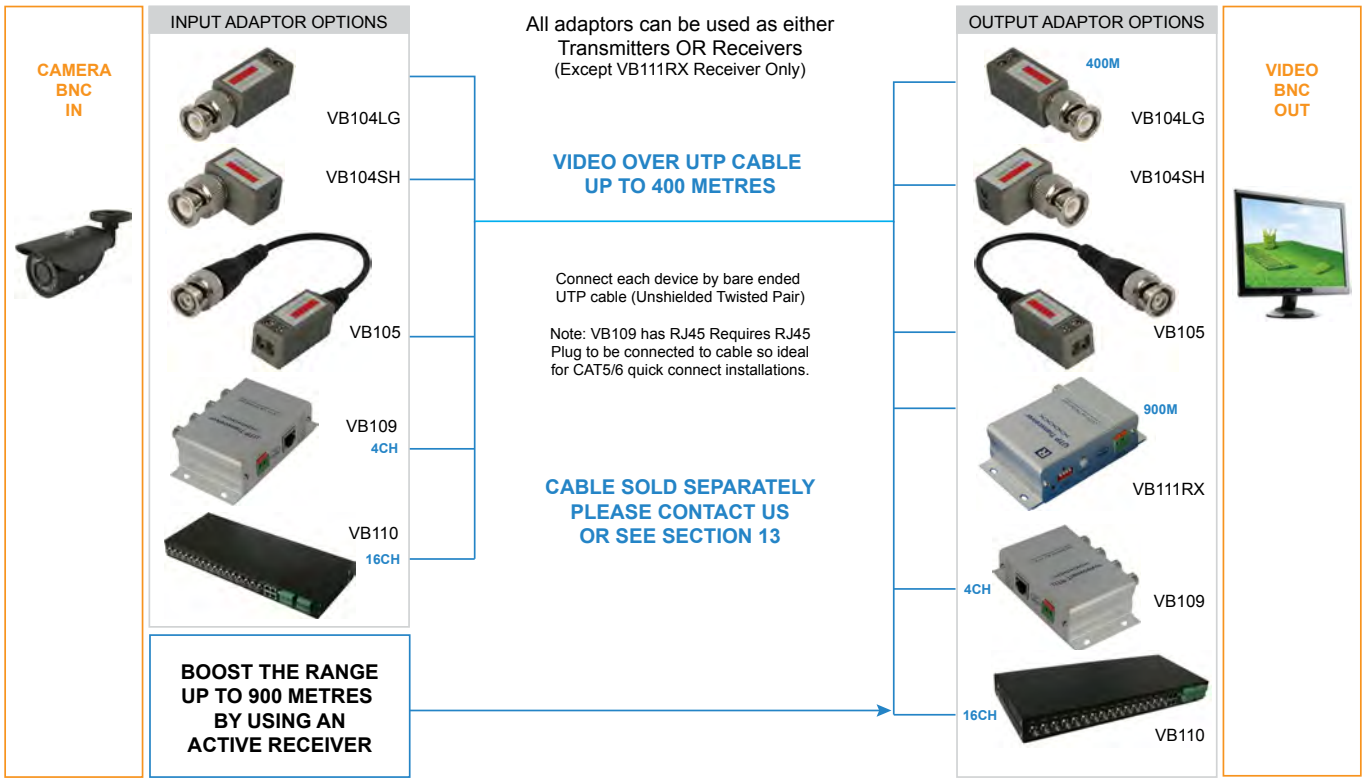 CAMERA
BNC
IN
INPUT ADAPTOR OPTIONS
VB104LG
VB104SH
VB105
VB109
4CH
VB110
16CH
BOOST THE RANGE
UP TO 900 METRES
BY USING AN
ACTIVE RECEIVER
All adaptors can be used as either
Transmitters OR Receivers
(Except VB111RX Receiver Only)
VIDEO OVER UTP CABLE
UP TO 400 METRES
Connect each device by bare ended
UTP cable (Unshielded Twisted Pair)
Note: VB109 has RJ45 Requires RJ45
Plug to be connected to cable so ideal
for CAT5/6 quick connect installations.
CABLE SOLD SEPARATELY
PLEASE CONTACT US
OR SEE SECTION 13
OUTPUT ADAPTOR OPTIONS
400M
VB104LG
VB104SH
VB105
900M
UTP Transceiver
R
VB111RX
4CH
VB109
16CH
VB110
VIDEO
BNC
OUT